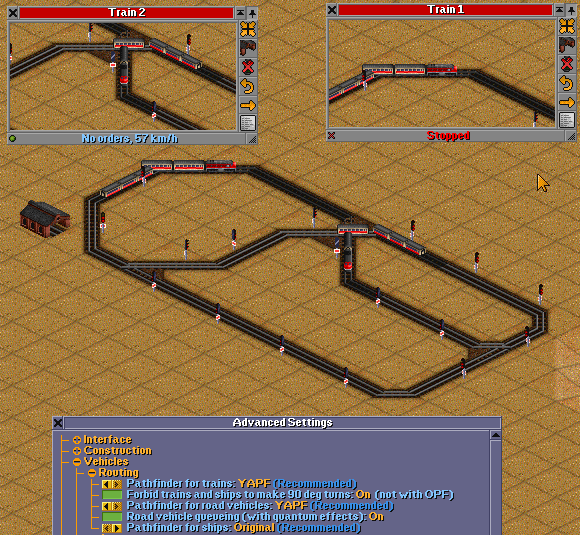 Train 2
Train 1
No orders, 57 km/h
Stopped
Advanced Settings
Interface
Construction
Vehicles
Routing
Pathfinder for trains: YAPF (Recommended)
Forbid trains and ships to make 90 deg turns: On (not with OPF)
Pathfinder for road vehicles: YAPF (Recommended)
Road vehicle queueing (with quantum effects): On
Pathfinder for ships: Original (Recommended)